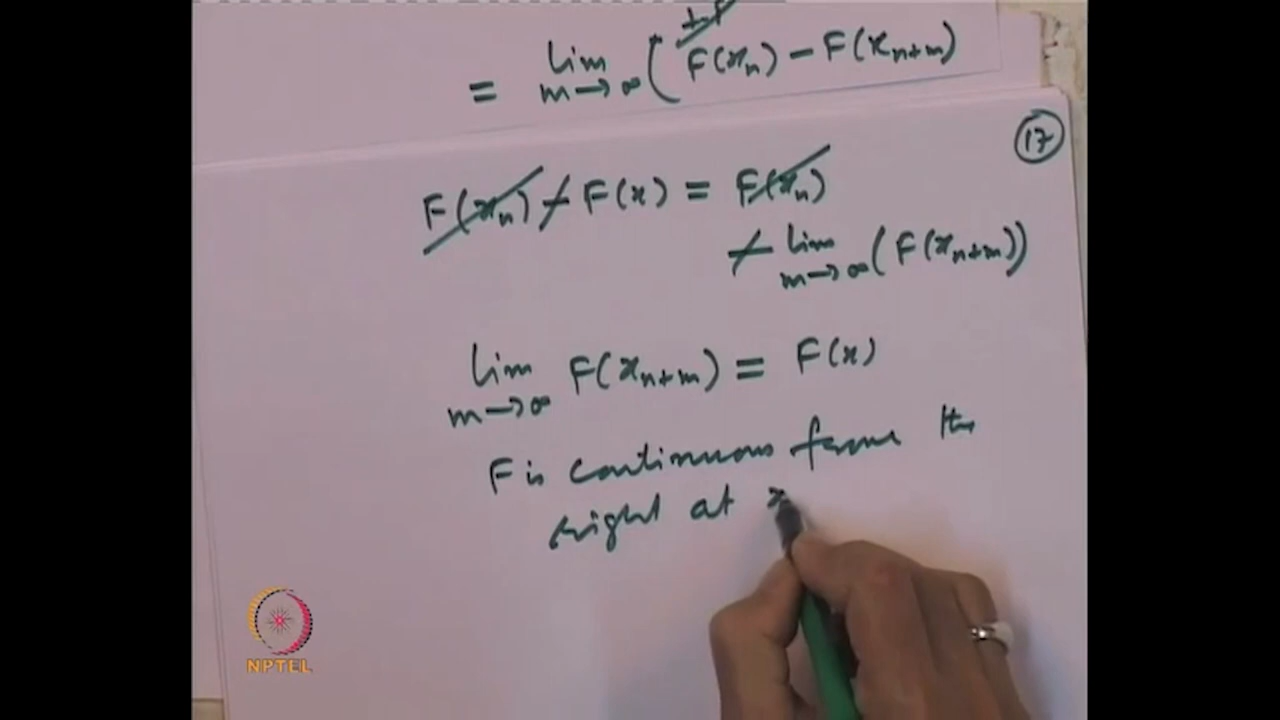 = lim m→∞ ( F(xₙ) − F(xₙ₊ₘ)
17
F(xₙ) − F(x) = F(xₙ)
− lim m→∞ (F(xₙ₊ₘ))
lim m→∞ F(xₙ₊ₘ) = F(x)
F is continuous from the
right at x
NPTEL